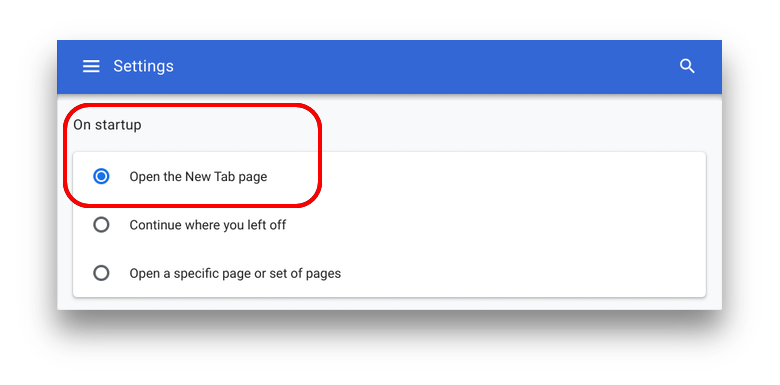 Settings
On startup
Open the New Tab page
Continue where you left off
Open a specific page or set of pages